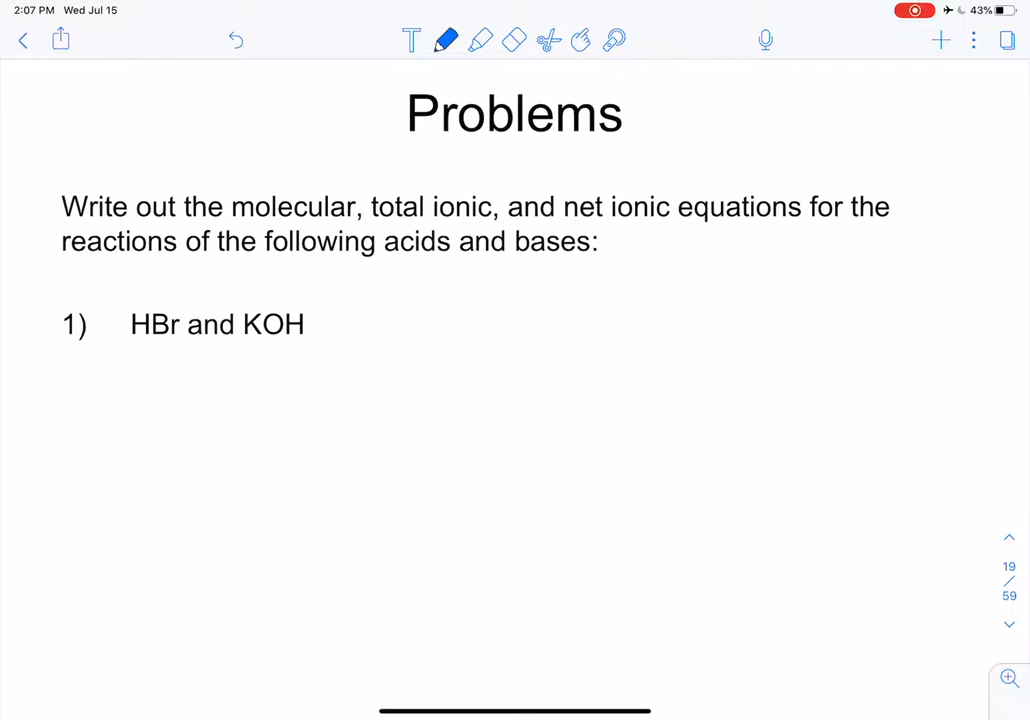 2:07 PM Wed Jul 15
43%
Problems
Write out the molecular, total ionic, and net ionic equations for the
reactions of the following acids and bases:
1) HBr and KOH
19
/
59